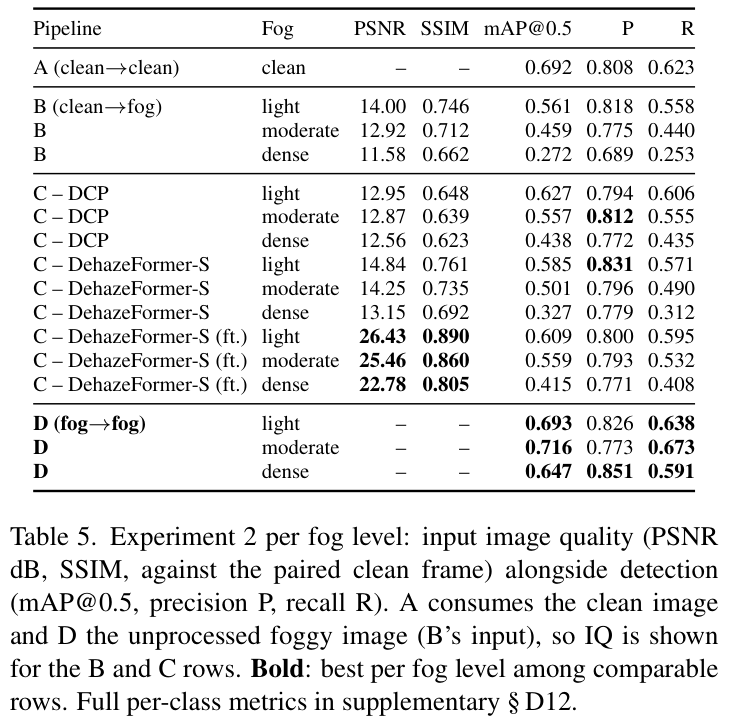 Pipeline Fog PSNR SSIM mAP@0.5 P R
A (clean→clean) clean – – 0.692 0.808 0.623
B (clean→fog) light 14.00 0.746 0.561 0.818 0.558
B moderate 12.92 0.712 0.459 0.775 0.440
B dense 11.58 0.662 0.272 0.689 0.253
C – DCP light 12.95 0.648 0.627 0.794 0.606
C – DCP moderate 12.87 0.639 0.557 0.812 0.555
C – DCP dense 12.56 0.623 0.438 0.772 0.435
C – DehazeFormer-S light 14.84 0.761 0.585 0.831 0.571
C – DehazeFormer-S moderate 14.25 0.735 0.501 0.796 0.490
C – DehazeFormer-S dense 13.15 0.692 0.327 0.779 0.312
C – DehazeFormer-S (ft.) light 26.43 0.890 0.609 0.800 0.595
C – DehazeFormer-S (ft.) moderate 25.46 0.860 0.559 0.793 0.532
C – DehazeFormer-S (ft.) dense 22.78 0.805 0.415 0.771 0.408
D (fog→fog) light – – 0.693 0.826 0.638
D moderate – – 0.716 0.773 0.673
D dense – – 0.647 0.851 0.591
Table 5. Experiment 2 per fog level: input image quality (PSNR
dB, SSIM, against the paired clean frame) alongside detection
(mAP@0.5, precision P, recall R). A consumes the clean image
and D the unprocessed foggy image (B's input), so IQ is shown
for the B and C rows. Bold: best per fog level among comparable
rows. Full per-class metrics in supplementary § D12.